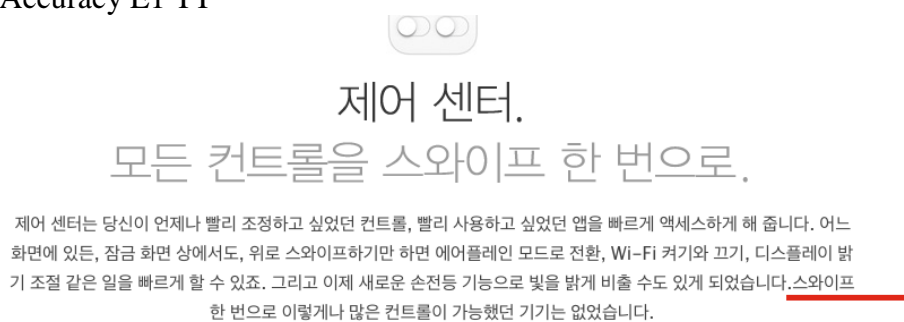 Accuracy E1-F1
제어 센터.
모든 컨트롤을 스와이프 한 번으로.
제어 센터는 당신이 언제나 빨리 조정하고 싶었던 컨트롤, 빨리 사용하고 싶었던 앱을 빠르게 액세스하게 해 줍니다. 어느
화면에 있든, 잠금 화면 상에서도, 위로 스와이프하기만 하면 에어플레인 모드로 전환, Wi-Fi 켜기와 끄기, 디스플레이 밝
기 조절 같은 일을 빠르게 할 수 있죠. 그리고 이제 새로운 손전등 기능으로 빛을 밝게 비출 수도 있게 되었습니다.스와이프
한 번으로 이렇게나 많은 컨트롤이 가능했던 기기는 없었습니다.